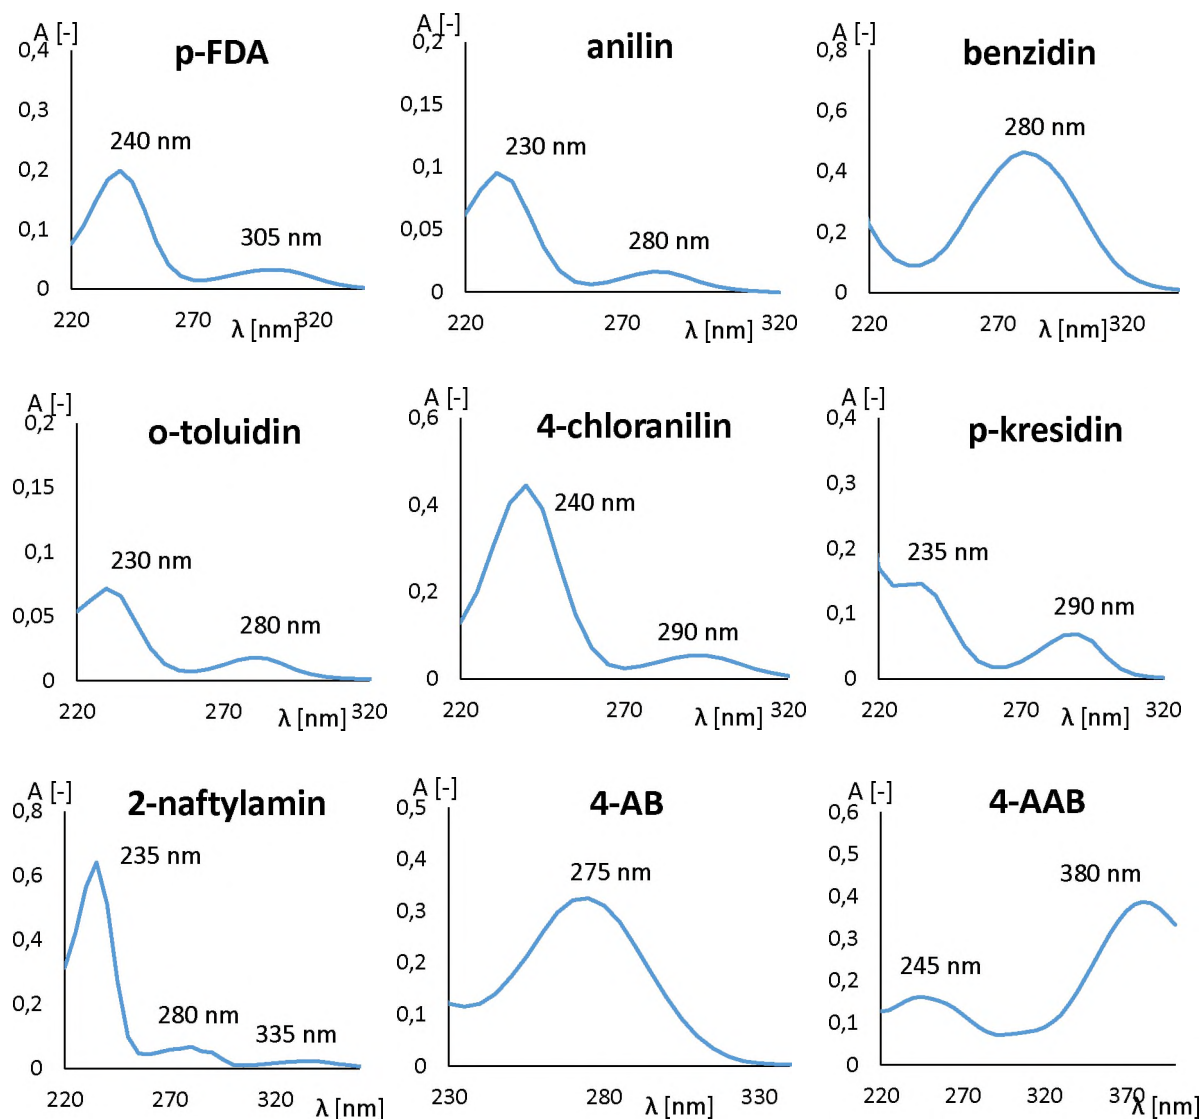 A [-]
p-FDA
0,4
0,3
0,2
0,1
0
240 nm
305 nm
220
270
320
λ [nm]
A [-]
anilin
0,2
0,15
0,1
0,05
0
230 nm
280 nm
220
270
320
λ [nm]
A [-]
benzidin
0,8
0,6
0,4
0,2
0
280 nm
220
270
320
λ [nm]
A [-]
o-toluidin
0,2
0,15
0,1
0,05
0
230 nm
280 nm
220
270
320
λ [nm]
A [-]
4-chloranilin
0,6
0,4
0,2
0
240 nm
290 nm
220
270
320
λ [nm]
A [-]
p-kresidin
0,4
0,3
0,2
0,1
0
235 nm
290 nm
220
270
320
λ [nm]
A [-]
2-naftylamin
0,8
0,6
0,4
0,2
0
235 nm
280 nm
335 nm
220
270
320
λ [nm]
A [-]
4-AB
0,5
0,4
0,3
0,2
0,1
0
275 nm
230
280
330
λ [nm]
A [-]
4-AAB
0,6
0,5
0,4
0,3
0,2
0,1
0
380 nm
245 nm
220
270
320
370
λ [nm]